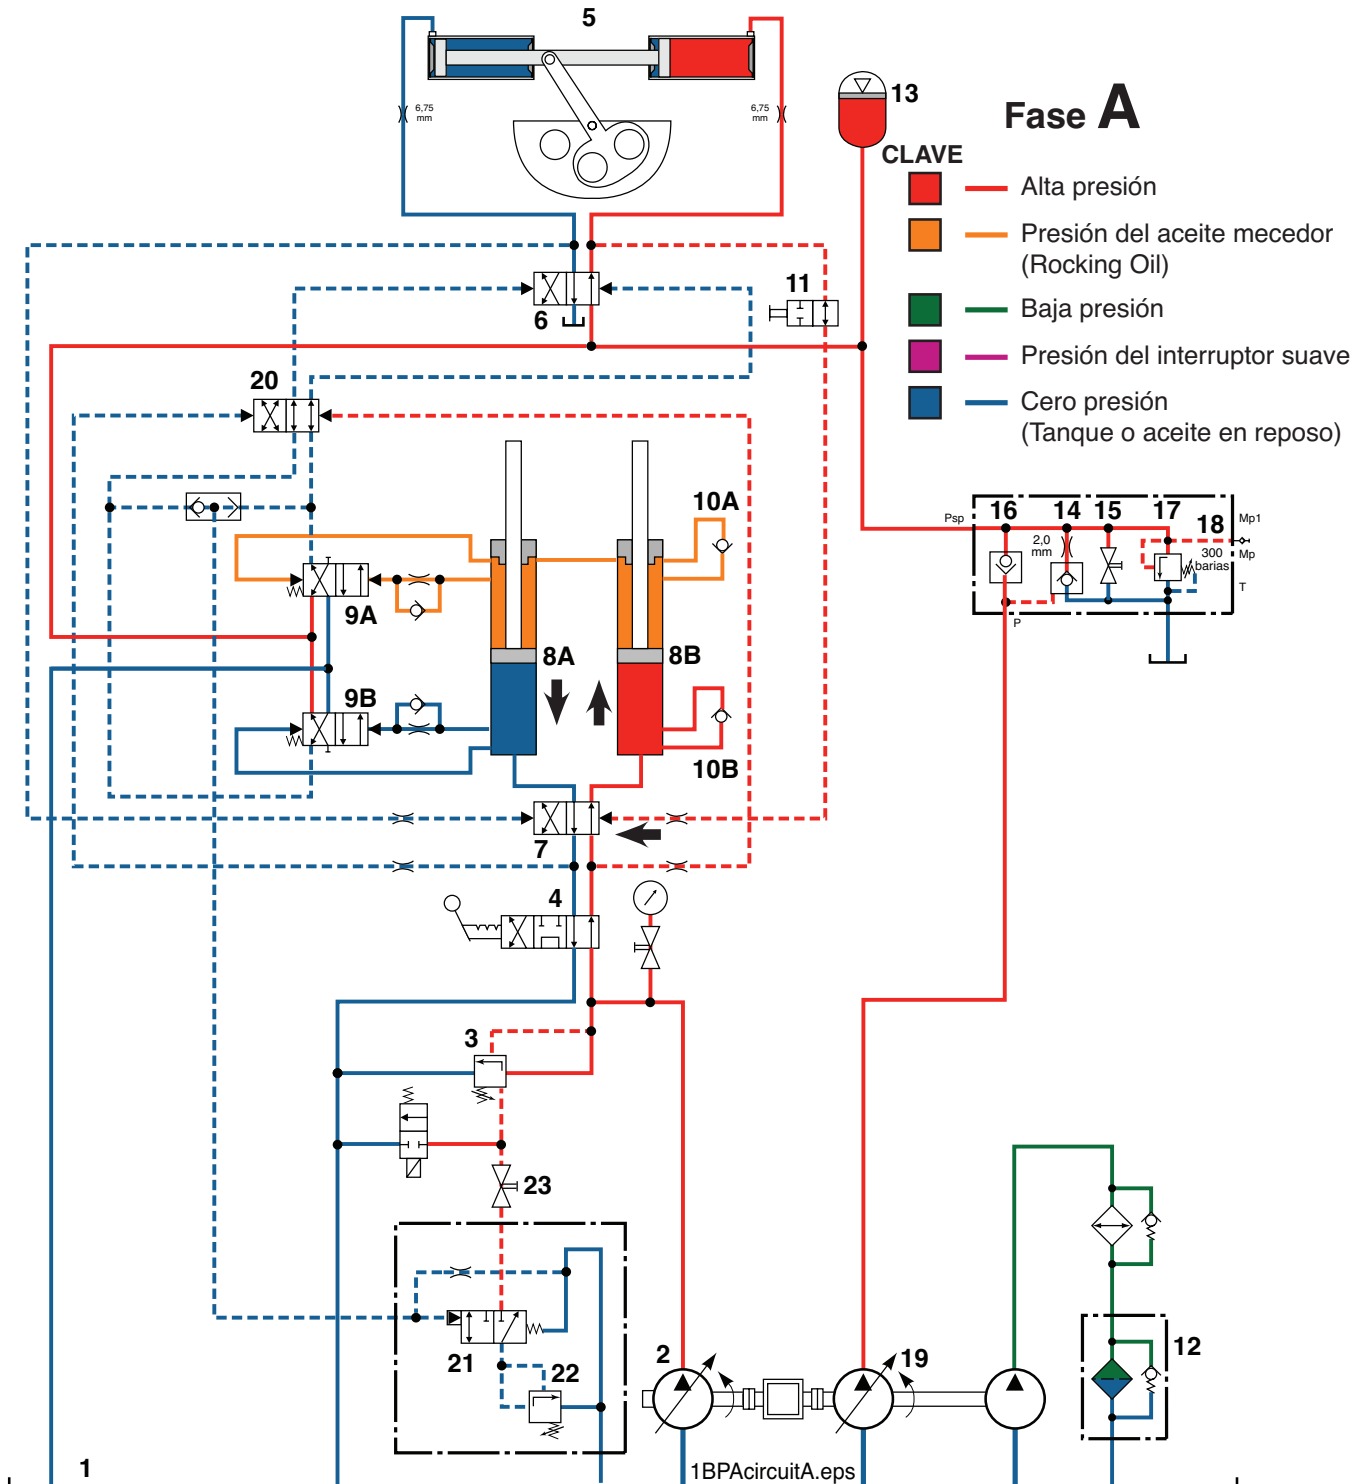 5
13
Fase A
6,75
mm
6,75
mm
CLAVE
Alta presión
Presión del aceite mecedor
(Rocking Oil)
11
Baja presión
6
Presión del interruptor suave
20
Cero presión
(Tanque o aceite en reposo)
10A
16
14
15
17
18
Psp
Mp1
2,0
mm
300
barias
Mp
T
9A
P
8A
8B
9B
10B
7
4
3
23
21
22
2
19
12
1
1BPAcircuitA.eps